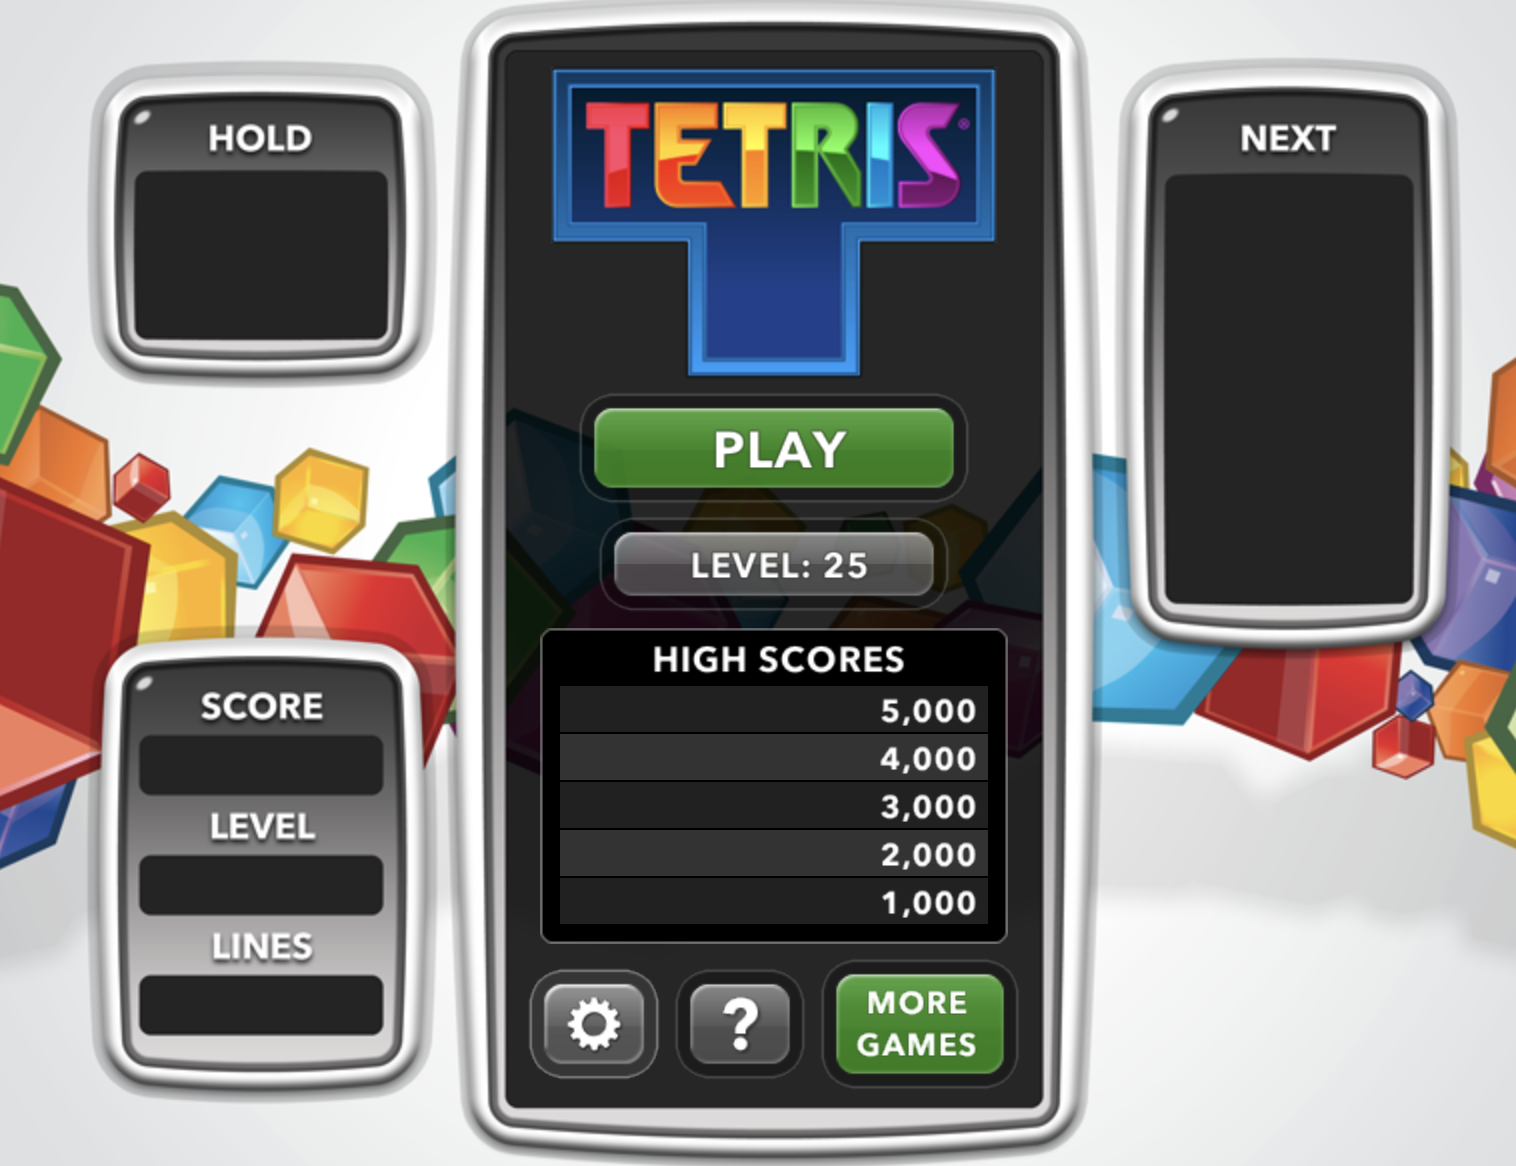 HOLD
TETRIS®
NEXT
PLAY
LEVEL: 25
HIGH SCORES
5,000
4,000
3,000
2,000
1,000
SCORE
LEVEL
LINES
?
MORE
GAMES